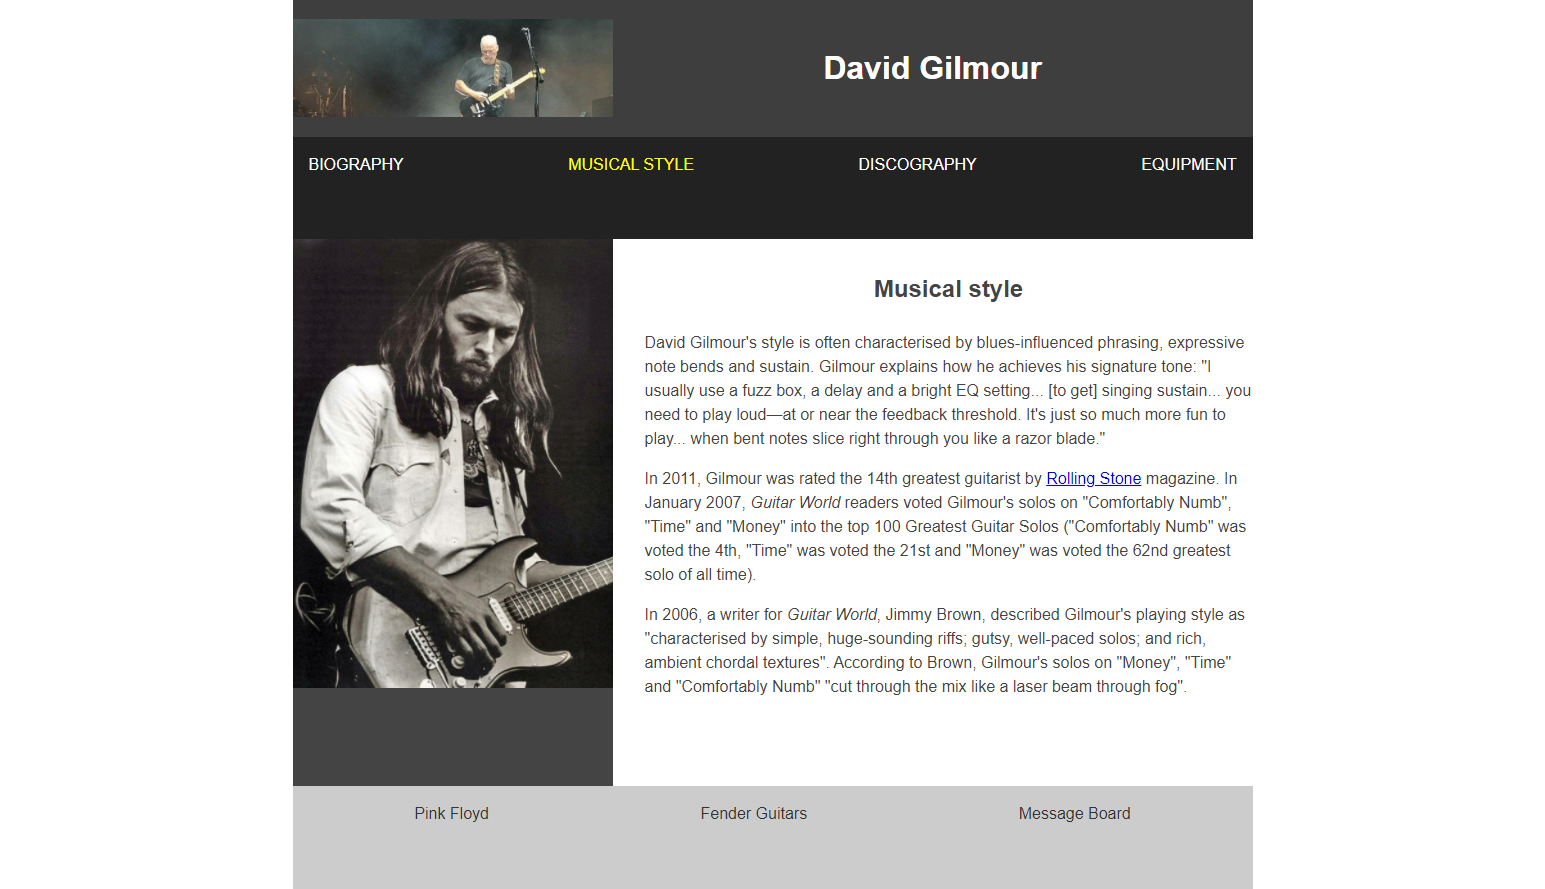 David Gilmour
BIOGRAPHY MUSICAL STYLE DISCOGRAPHY EQUIPMENT
Musical style
David Gilmour's style is often characterised by blues-influenced phrasing, expressive
note bends and sustain. Gilmour explains how he achieves his signature tone: "I
usually use a fuzz box, a delay and a bright EQ setting... [to get] singing sustain... you
need to play loud—at or near the feedback threshold. It's just so much more fun to
play... when bent notes slice right through you like a razor blade."
In 2011, Gilmour was rated the 14th greatest guitarist by Rolling Stone magazine. In
January 2007, Guitar World readers voted Gilmour's solos on "Comfortably Numb",
"Time" and "Money" into the top 100 Greatest Guitar Solos ("Comfortably Numb" was
voted the 4th, "Time" was voted the 21st and "Money" was voted the 62nd greatest
solo of all time).
In 2006, a writer for Guitar World, Jimmy Brown, described Gilmour's playing style as
"characterised by simple, huge-sounding riffs; gutsy, well-paced solos; and rich,
ambient chordal textures". According to Brown, Gilmour's solos on "Money", "Time"
and "Comfortably Numb" "cut through the mix like a laser beam through fog".
Pink Floyd Fender Guitars Message Board